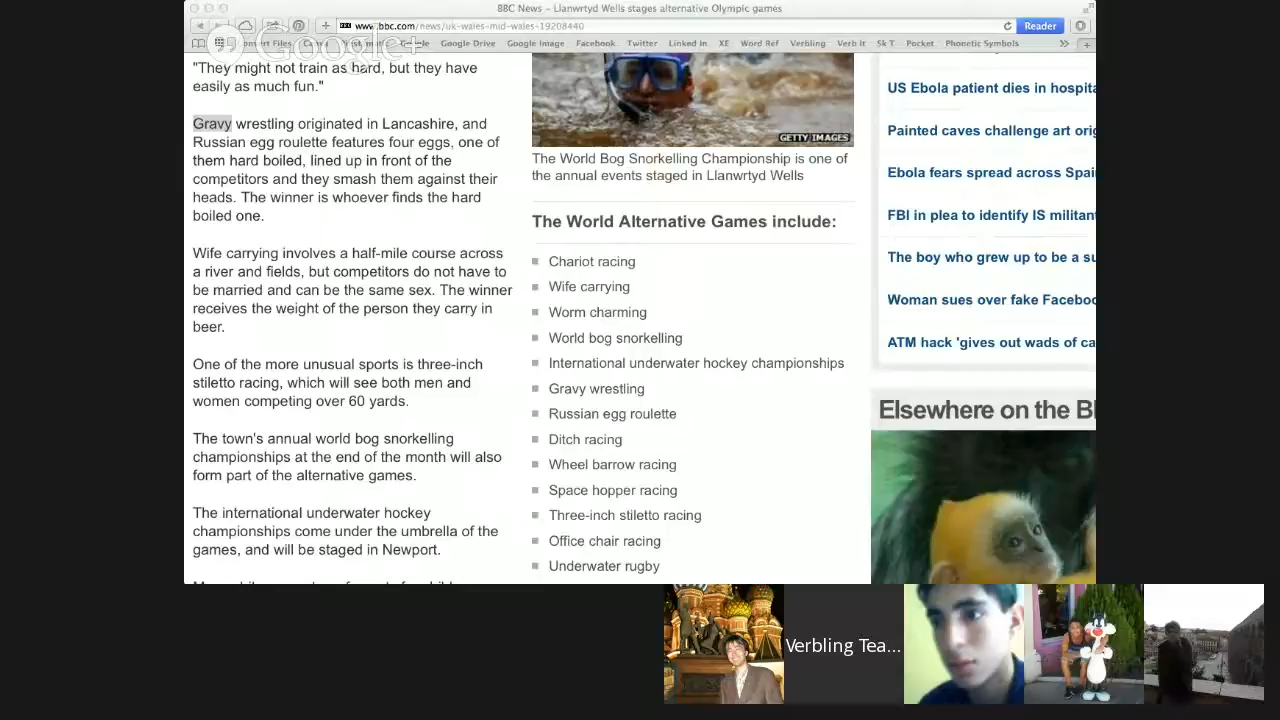 BBC News – Llanwrtyd Wells stages alternative Olympic games
www.bbc.com/news/uk-wales-mid-wales-19208440
Reader
Google+
Google Drive Google Image Facebook Twitter Linked In XE Word Ref Verbling Verb It Sk T Pocket Phonetic Symbols
"They might not train as hard, but they have
easily as much fun."
Gravy wrestling originated in Lancashire, and
Russian egg roulette features four eggs, one of
them hard boiled, lined up in front of the
competitors and they smash them against their
heads. The winner is whoever finds the hard
boiled one.
Wife carrying involves a half-mile course across
a river and fields, but competitors do not have to
be married and can be the same sex. The winner
receives the weight of the person they carry in
beer.
One of the more unusual sports is three-inch
stiletto racing, which will see both men and
women competing over 60 yards.
The town's annual world bog snorkelling
championships at the end of the month will also
form part of the alternative games.
The international underwater hockey
championships come under the umbrella of the
games, and will be staged in Newport.
GETTY IMAGES
The World Bog Snorkelling Championship is one of
the annual events staged in Llanwrtyd Wells
The World Alternative Games include:
Chariot racing
Wife carrying
Worm charming
World bog snorkelling
International underwater hockey championships
Gravy wrestling
Russian egg roulette
Ditch racing
Wheel barrow racing
Space hopper racing
Three-inch stiletto racing
Office chair racing
Underwater rugby
US Ebola patient dies in hospita
Painted caves challenge art orig
Ebola fears spread across Spai
FBI in plea to identify IS militant
The boy who grew up to be a su
Woman sues over fake Faceboo
ATM hack 'gives out wads of ca
Elsewhere on the B
Verbling Tea...